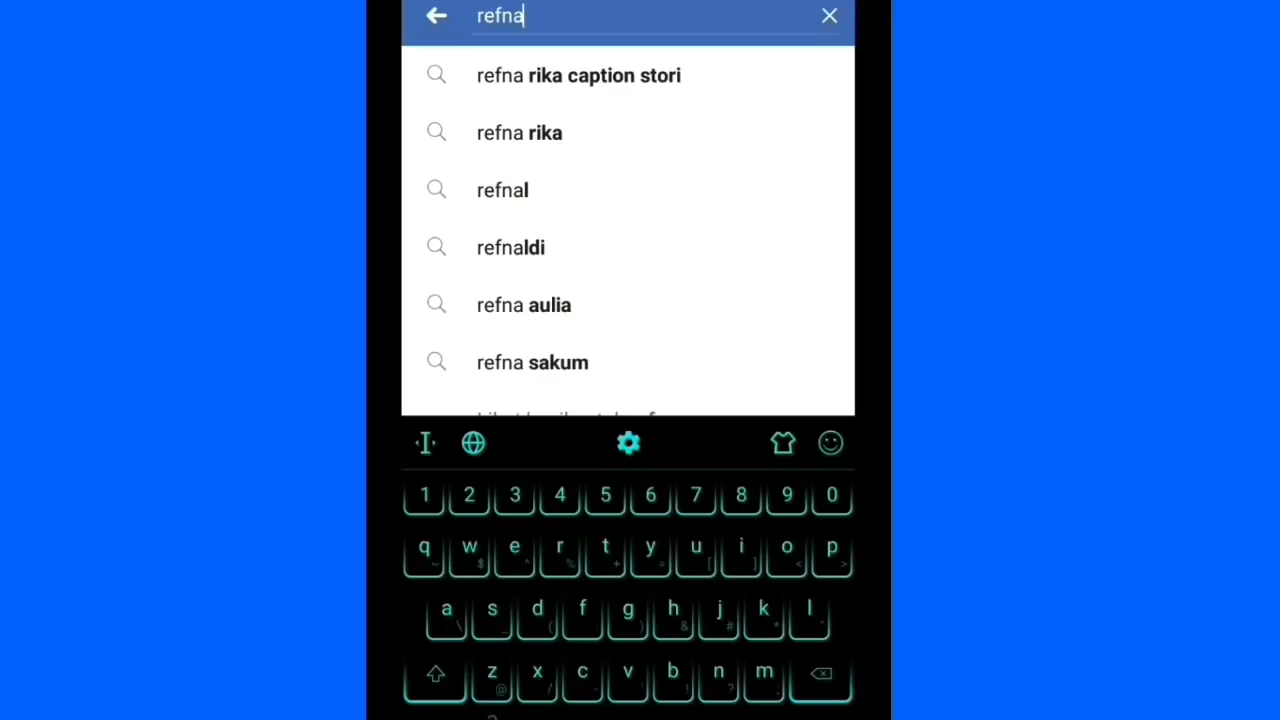 refna
refna rika caption stori
refna rika
refnal
refnaldi
refna aulia
refna sakum
1 2 3 4 5 6 7 8 9 0
q w e r t y u i o p
~ $ ^ % + = [ ] < >
a s d f g h j k l
\ _ ( ) & # *
z x c v b n m
@ / - ' ! ? ;